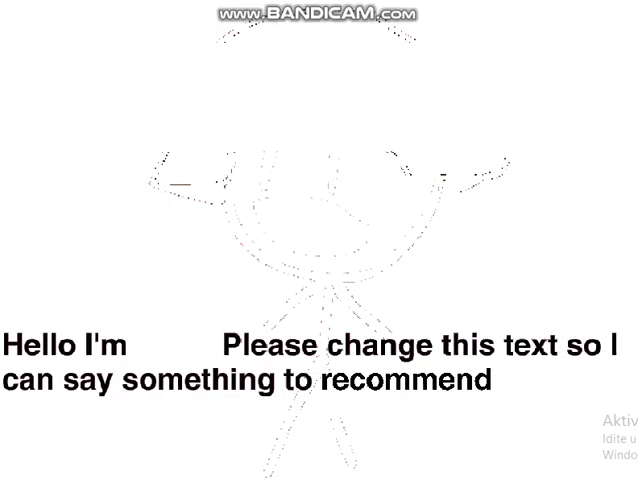 www.BANDICAM.com
Hello I'm Please change this text so I
can say something to recommend
Aktiv
Idite u
Windo